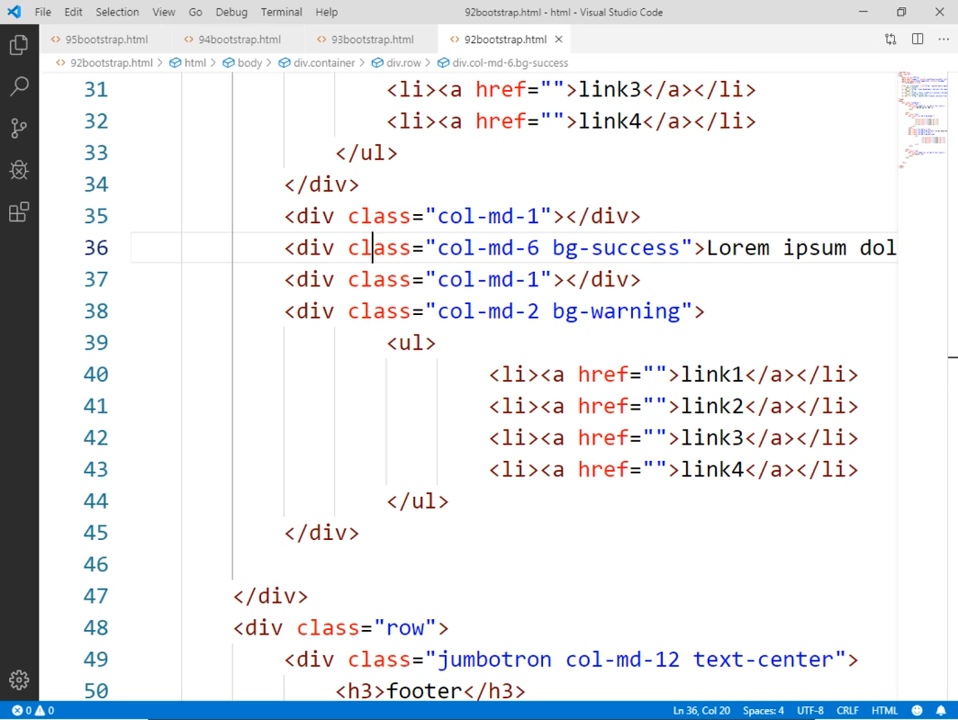 File Edit Selection View Go Debug Terminal Help 92bootstrap.html - html - Visual Studio Code
95bootstrap.html 94bootstrap.html 93bootstrap.html 92bootstrap.html
92bootstrap.html › html › body › div.container › div.row › div.col-md-6.bg-success
31 <li><a href="">link3</a></li>
32 <li><a href="">link4</a></li>
33 </ul>
34 </div>
35 <div class="col-md-1"></div>
36 <div class="col-md-6 bg-success">Lorem ipsum dol
37 <div class="col-md-1"></div>
38 <div class="col-md-2 bg-warning">
39 <ul>
40 <li><a href="">link1</a></li>
41 <li><a href="">link2</a></li>
42 <li><a href="">link3</a></li>
43 <li><a href="">link4</a></li>
44 </ul>
45 </div>
46
47 </div>
48 <div class="row">
49 <div class="jumbotron col-md-12 text-center">
50 <h3>footer</h3>
0 0 Ln 36, Col 20 Spaces: 4 UTF-8 CRLF HTML